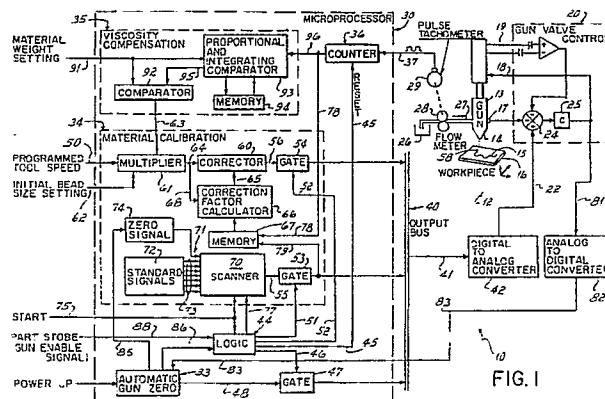 MICROPROCESSOR
30
20
35
VISCOSITY
COMPENSATION
PROPORTIONAL
AND
INTEGRATING
COMPARATOR
96
36
COUNTER
37
PULSE
TACHOMETER
19
GUN VALVE
CONTROL
18
MATERIAL
WEIGHT
SETTING
91
92
95
93
COMPARATOR
MEMORY
94
63
78
RESET
45
29
28
27
26
FLOW
METER
GUN
13
17
14
24
25
C
58
15
16
WORKPIECE
34
MATERIAL CALIBRATION
50
PROGRAMMED
TOOL SPEED
64
60
56
54
MULTIPLIER
CORRECTOR
GATE
61
65
52
INITIAL BEAD
SIZE SETTING
62
68
CORRECTION
FACTOR
CALCULATOR
66
40
OUTPUT
BUS
12
22
81
74
ZERO
SIGNAL
67
MEMORY
78
79
72
71
70
53
STANDARD
SIGNALS
SCANNER
GATE
73
55
41
DIGITAL
TO
ANALOG
CONVERTER
42
ANALOG
TO
DIGITAL
CONVERTER
82
75
START
77
44
51
52
83
PART STOBE
GUN ENABLE
SIGNAL
88
86
LOGIC
45
46
85
83
47
10
POWER UP
AUTOMATIC
GUN ZERO
33
48
GATE
FIG. 1